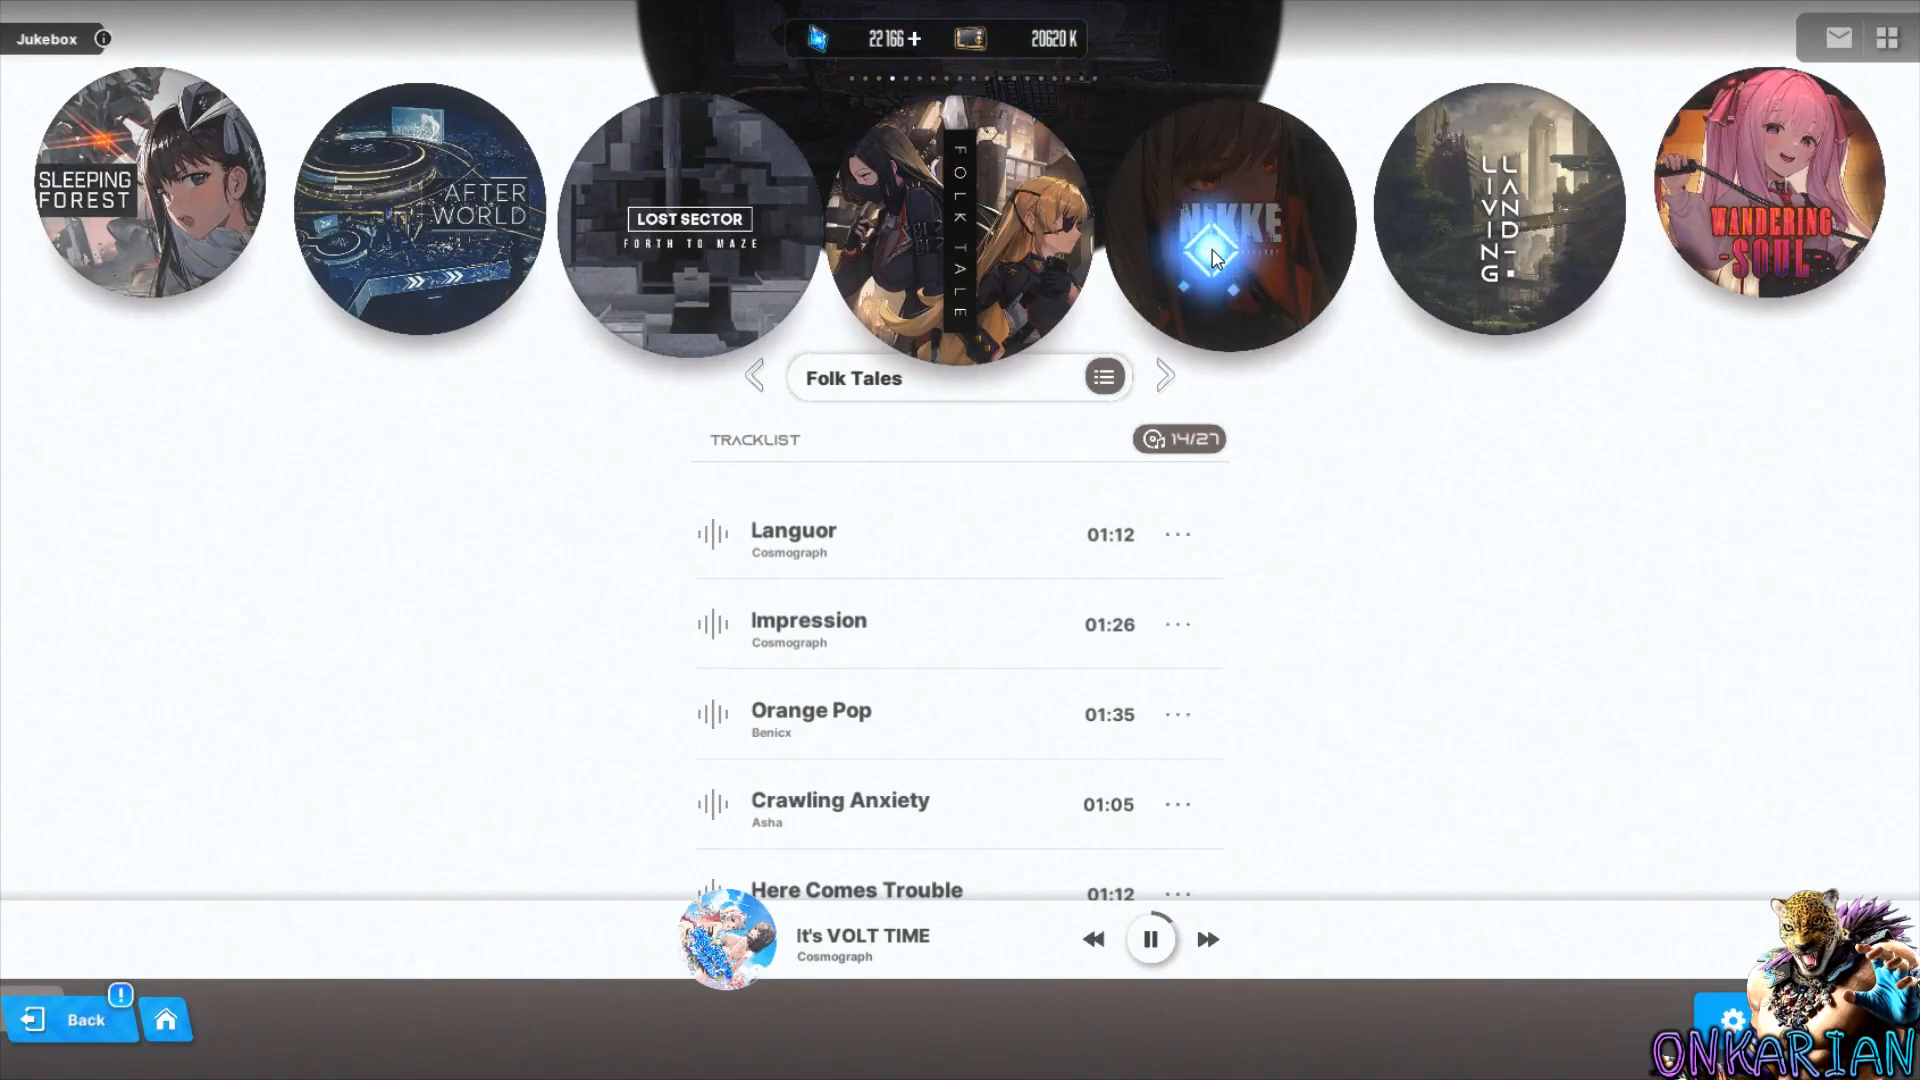 Jukebox
22166
20620 K
SLEEPING
FOREST
AFTER
WORLD
LOST SECTOR
FORTH TO MAZE
FOLK TALE
NIKKE
LIVING
LAND-
WANDERING
-SOUL-
Folk Tales
TRACKLIST
14/27
Languor
01:12
Cosmograph
Impression
01:26
Cosmograph
Orange Pop
01:35
Benicx
Crawling Anxiety
01:05
Asha
Here Comes Trouble
01:12
It's VOLT TIME
Cosmograph
Back
ONKARIAN